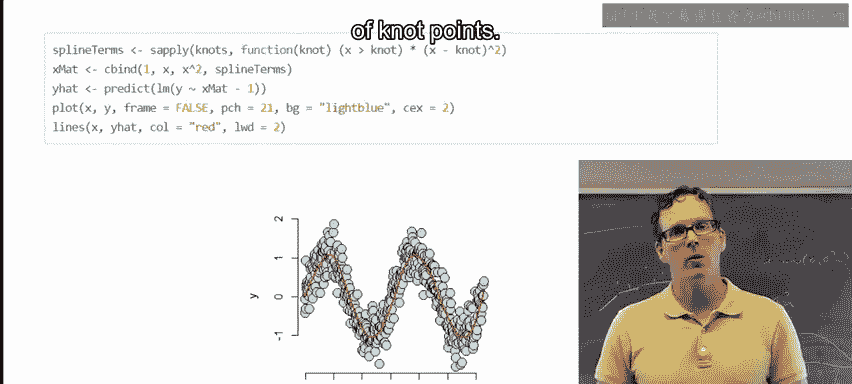 of knot points.
splineTerms <- sapply(knots, function(knot) (x > knot) * (x - knot)^2)
xMat <- cbind(1, x, x^2, splineTerms)
yhat <- predict(lm(y ~ xMat - 1))
plot(x, y, frame = FALSE, pch = 21, bg = "lightblue", cex = 2)
lines(x, yhat, col = "red", lwd = 2)
2
1
0
-1
y